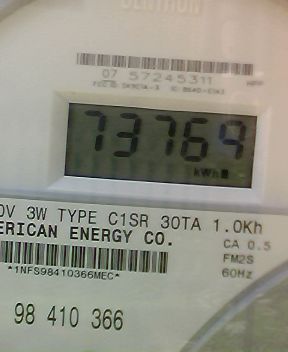 CENTRON
07 57245311
73769
kWh
0V 3W TYPE C1SR 30TA 1.0Kh
ERICAN ENERGY CO.
CA 0.5
FM2S
*1NFS98410366MEC*
60Hz
98 410 366